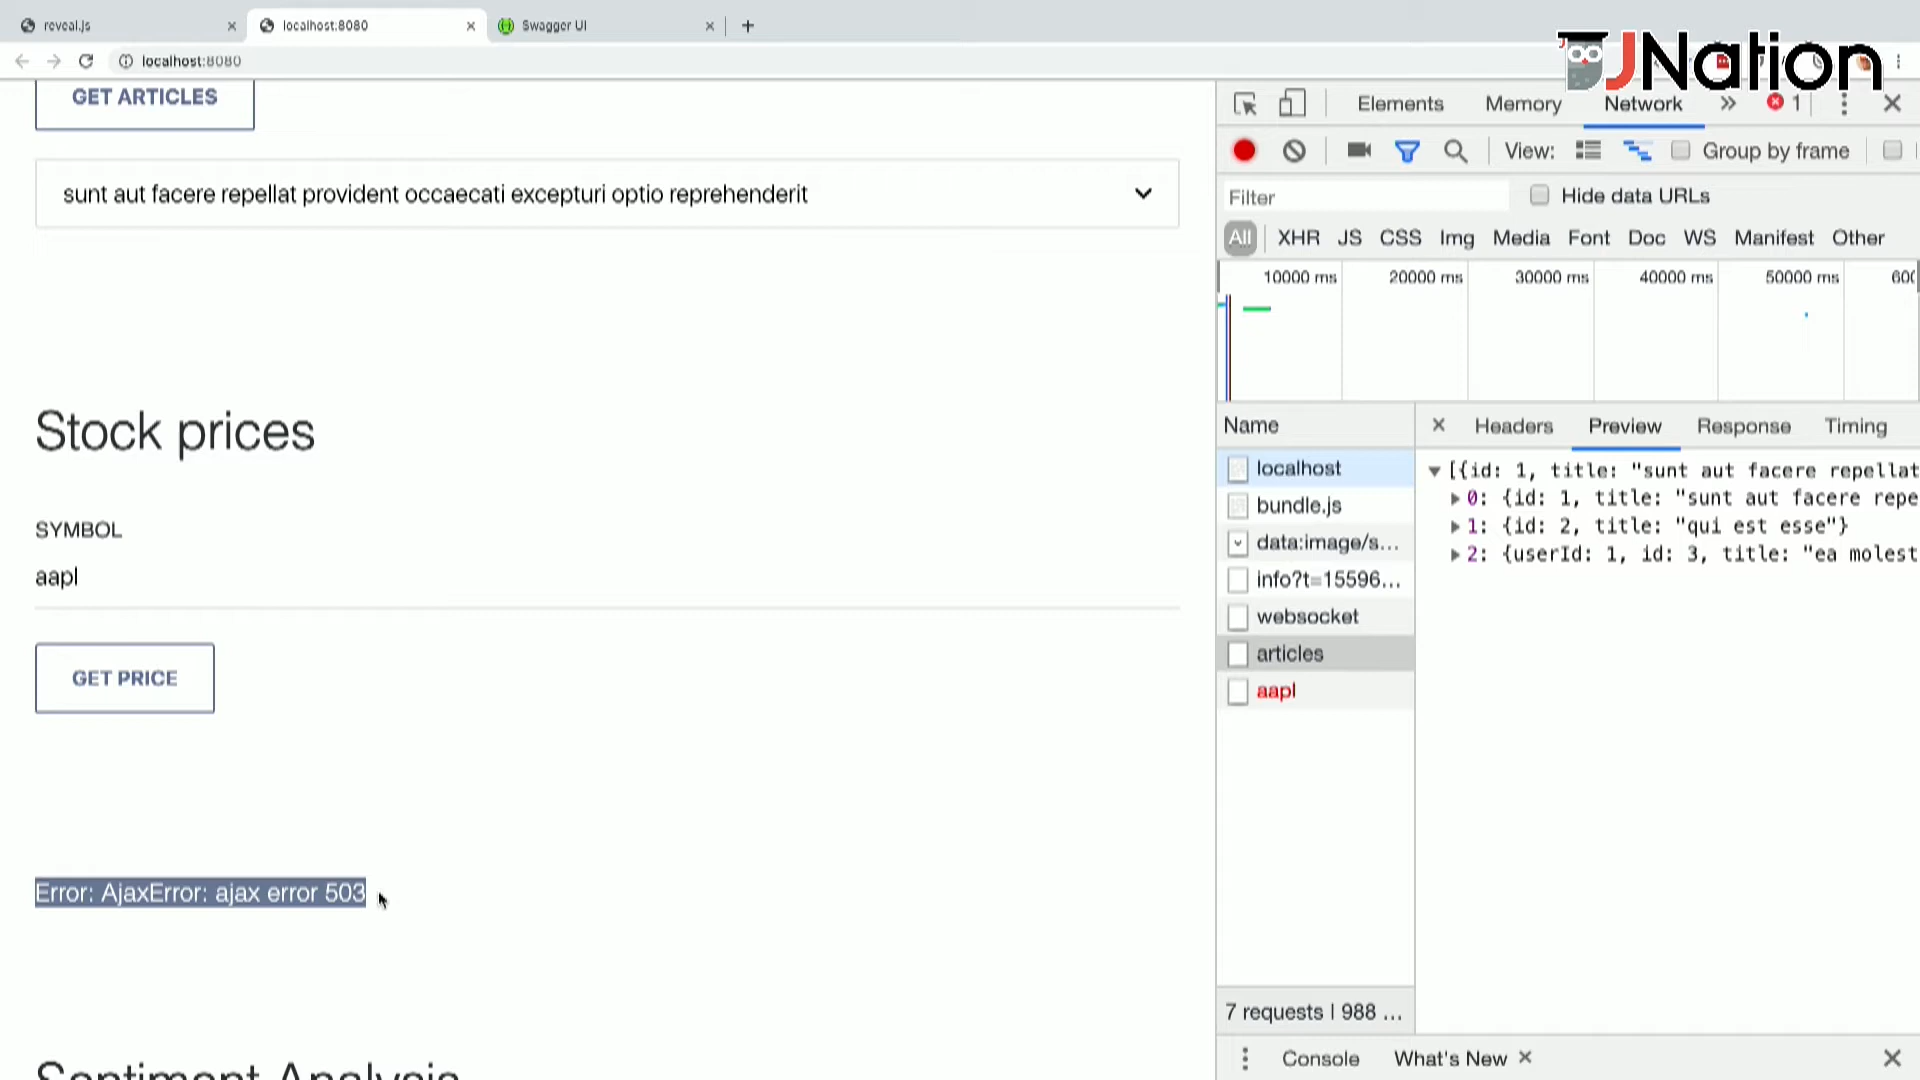 reveal.js
localhost:8080
Swagger UI
localhost:8080
JNation
GET ARTICLES
sunt aut facere repellat provident occaecati excepturi optio reprehenderit
Stock prices
SYMBOL
aapl
GET PRICE
Error: AjaxError: ajax error 503
Sentiment Analysis
Elements Memory Network » 1
View: Group by frame
Filter Hide data URLs
All XHR JS CSS Img Media Font Doc WS Manifest Other
10000 ms 20000 ms 30000 ms 40000 ms 50000 ms
Name
localhost
bundle.js
data:image/s...
info?t=15596...
websocket
articles
aapl
7 requests | 988 ...
Headers Preview Response Timing
[{id: 1, title: "sunt aut facere repellat
0: {id: 1, title: "sunt aut facere repe
1: {id: 2, title: "qui est esse"}
2: {userId: 1, id: 3, title: "ea molest
Console What's New